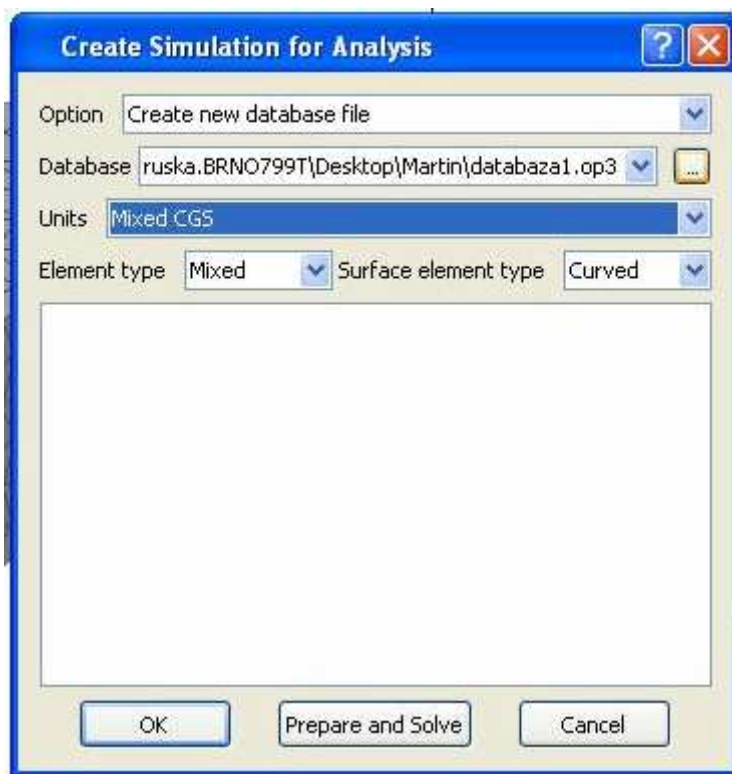 Create Simulation for Analysis
Option Create new database file
Database ruska.BRNO799T\Desktop\Martin\databaza1.op3 ...
Units Mixed CGS
Element type Mixed Surface element type Curved
OK Prepare and Solve Cancel